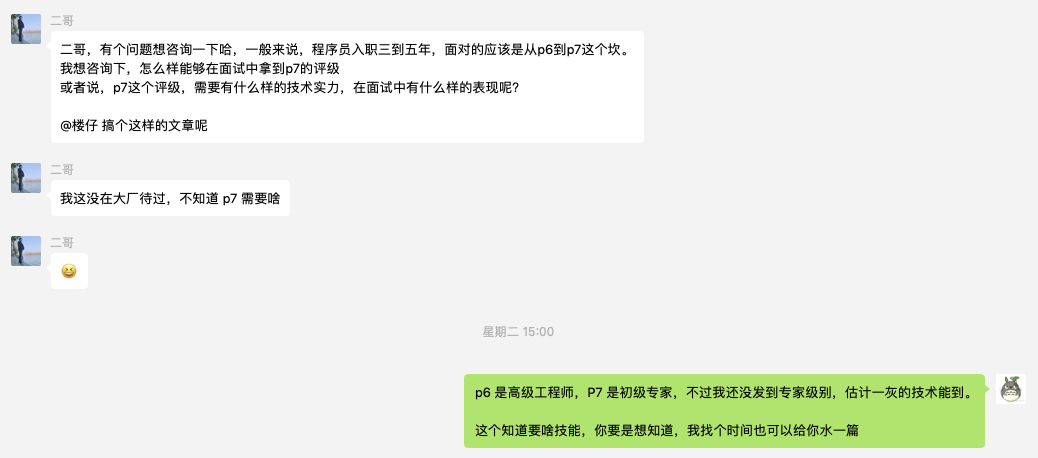 二哥
二哥，有个问题想咨询一下哈，一般来说，程序员入职三到五年，面对的应该是从p6到p7这个坎。
我想咨询下，怎么样能够在面试中拿到p7的评级
或者说，p7这个评级，需要有什么样的技术实力，在面试中有什么样的表现呢？
@楼仔 搞个这样的文章呢
二哥
我这没在大厂待过，不知道 p7 需要啥
二哥
星期二 15:00
p6 是高级工程师，P7 是初级专家，不过我还没发到专家级别，估计一灰的技术能到。
这个知道要啥技能，你要是想知道，我找个时间也可以给你水一篇